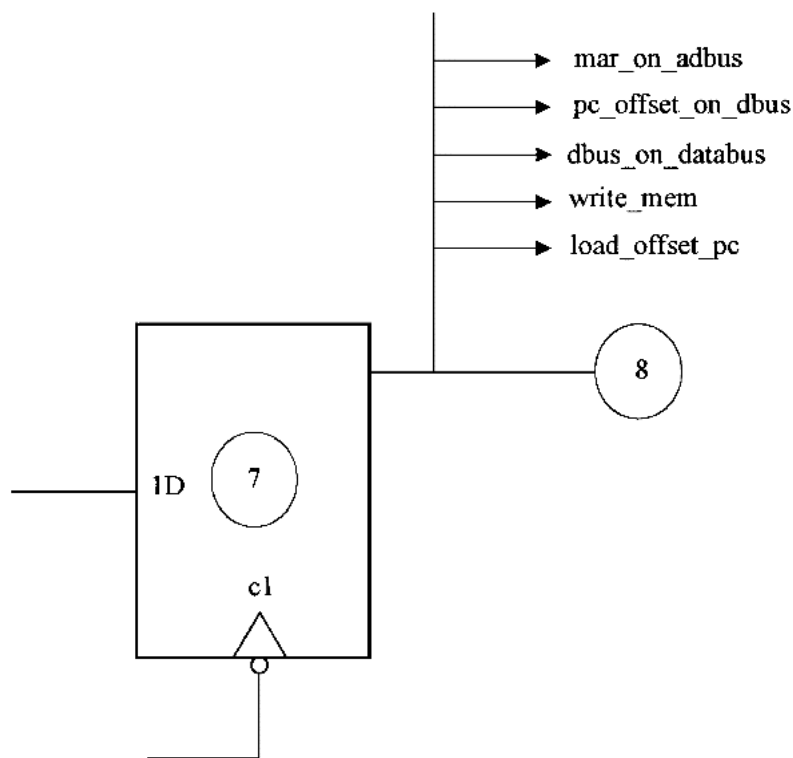 mar_on_adbus
pc_offset_on_dbus
dbus_on_databus
write_mem
load_offset_pc
8
1D
7
c1